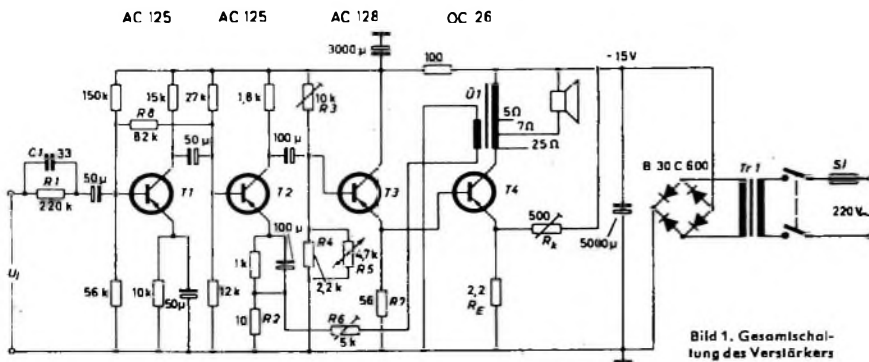 AC 125 AC 125 AC 128 OC 26
3000 µ
100
-15V
150k
15k
27k
1,8k
10k
R3
Ü1
5Ω
7Ω
25Ω
R8
82k
50µ
100 µ
C1 33
R1
220k
50µ
T1
T2
T3
T4
B 30 C 600
Tr 1
Si
220V~
500
Rk
5000µ
100µ
1k
R4
4,7k
R5
2,2k
UI
56k
10k
50µ
12k
10
R2
R6
5k
56
R7
2,2
RE
Bild 1. Gesamtschal-
tung des Verstärkers